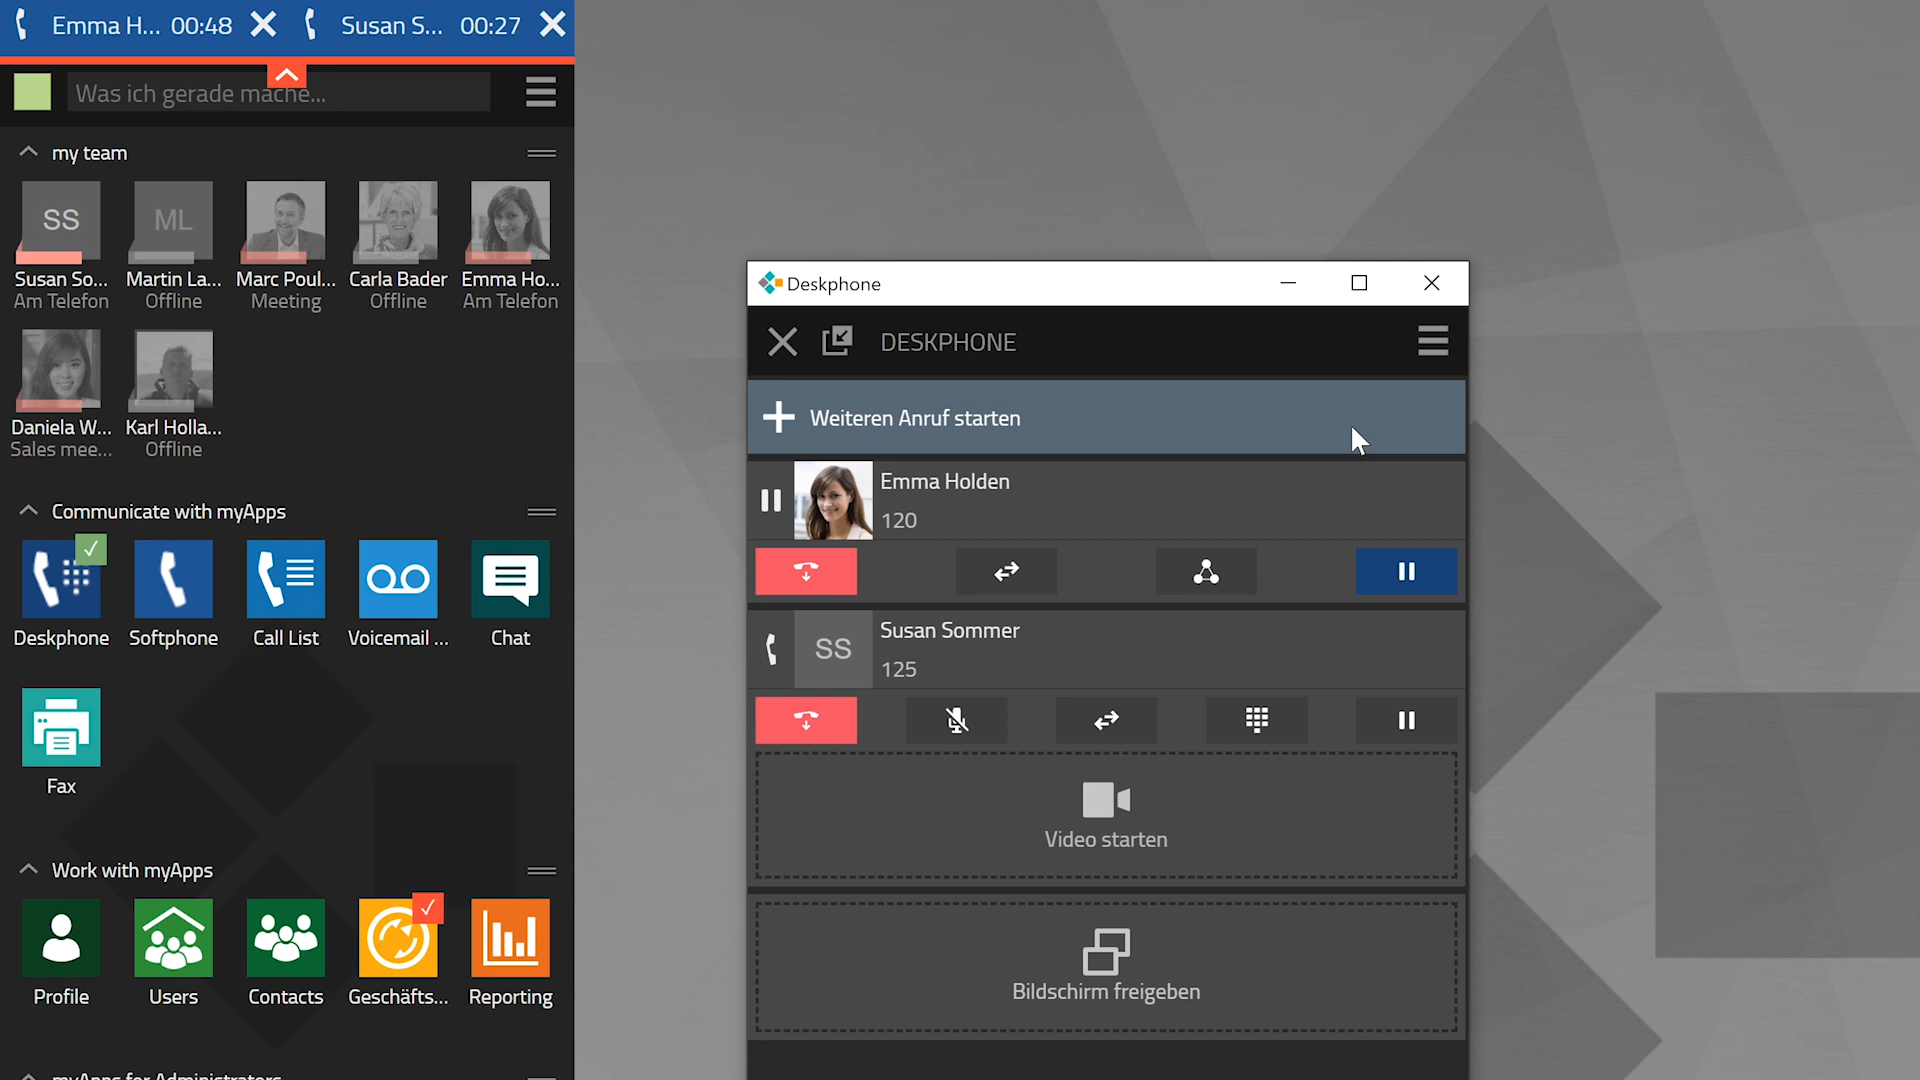 Emma H... 00:48
Susan S... 00:27
Was ich gerade mache...
my team
SS
ML
Susan So... Martin La... Marc Poul... Carla Bader Emma Ho...
Am Telefon Offline Meeting Offline Am Telefon
Daniela W... Karl Holla...
Sales mee... Offline
Communicate with myApps
Deskphone Softphone Call List Voicemail ... Chat
Fax
Work with myApps
Profile Users Contacts Geschäfts... Reporting
myApps for Administrators
Deskphone
DESKPHONE
Weiteren Anruf starten
Emma Holden
120
SS
Susan Sommer
125
Video starten
Bildschirm freigeben